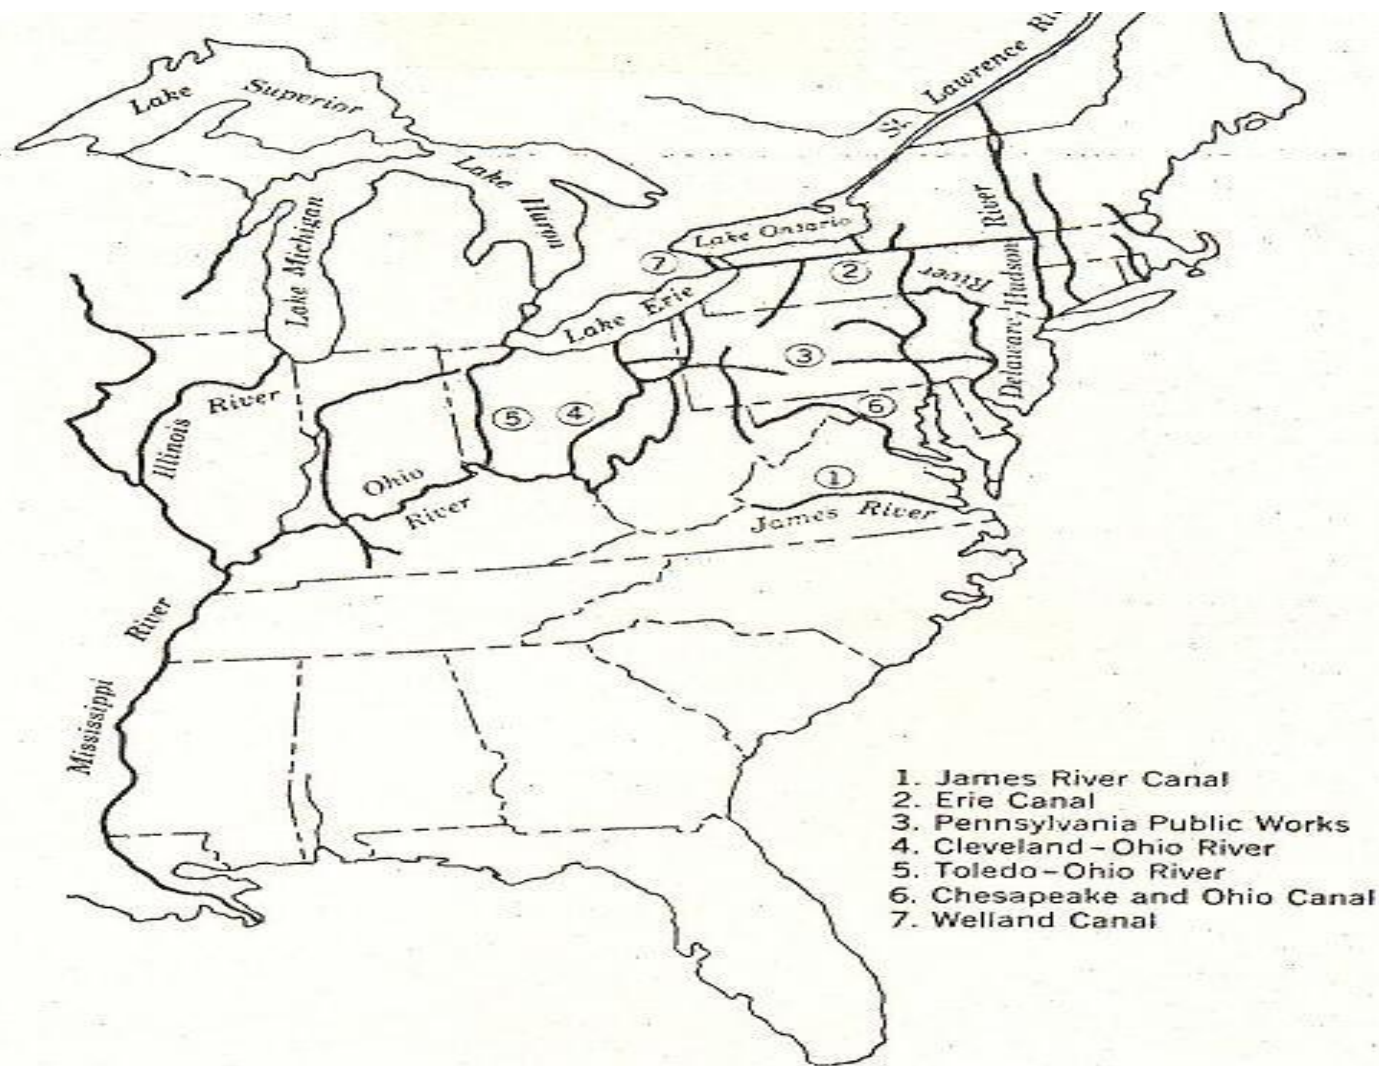 Lake Superior
St. Lawrence Ri
Lake Huron
Lake Michigan
Lake Ontario
River
7
2
River
Lake Erie
Delaware/Hudson
3
River
Illinois
5
4
6
Ohio
River
1
James River
River
Mississippi
1. James River Canal
2. Erie Canal
3. Pennsylvania Public Works
4. Cleveland-Ohio River
5. Toledo-Ohio River
6. Chesapeake and Ohio Canal
7. Welland Canal